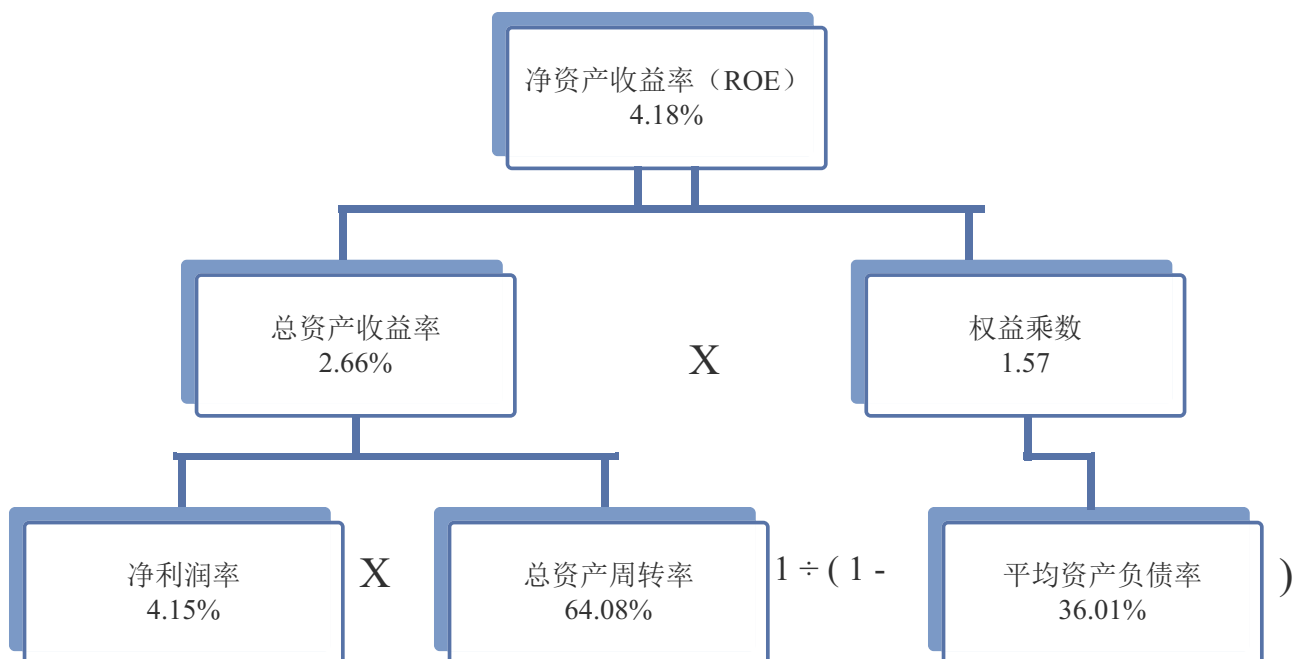 净资产收益率（ROE）
4.18%
总资产收益率
2.66%
X
权益乘数
1.57
净利润率
4.15%
X
总资产周转率
64.08%
1 ÷ ( 1 -
平均资产负债率
36.01%
)